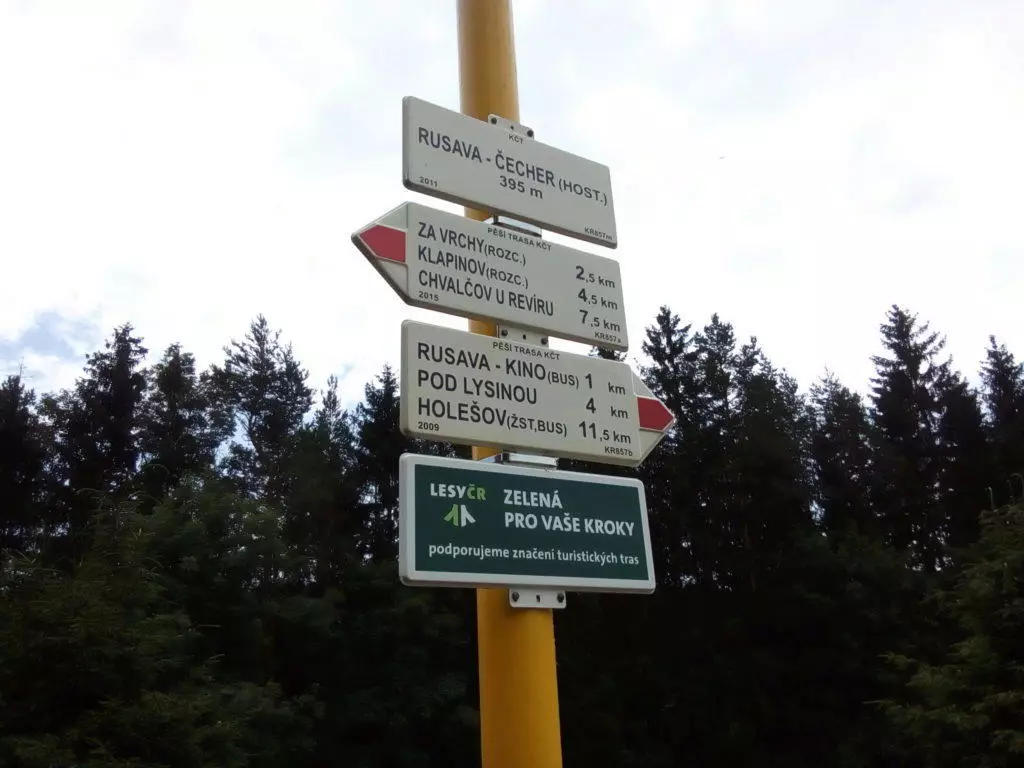 KČT
RUSAVA - ČECHER (HOST.)
395 m
2011
KR857m
PĚŠÍ TRASA KČT
ZA VRCHY(ROZC.) 2,5 km
KLAPINOV(ROZC.) 4,5 km
CHVALČOV U REVÍRU 7,5 km
2015
KR857a
PĚŠÍ TRASA KČT
RUSAVA - KINO(BUS) 1 km
POD LYSINOU 4 km
HOLEŠOV(ŽST,BUS) 11,5 km
2009
KR857b
LESYČR
ZELENÁ
PRO VAŠE KROKY
podporujeme značení turistických tras